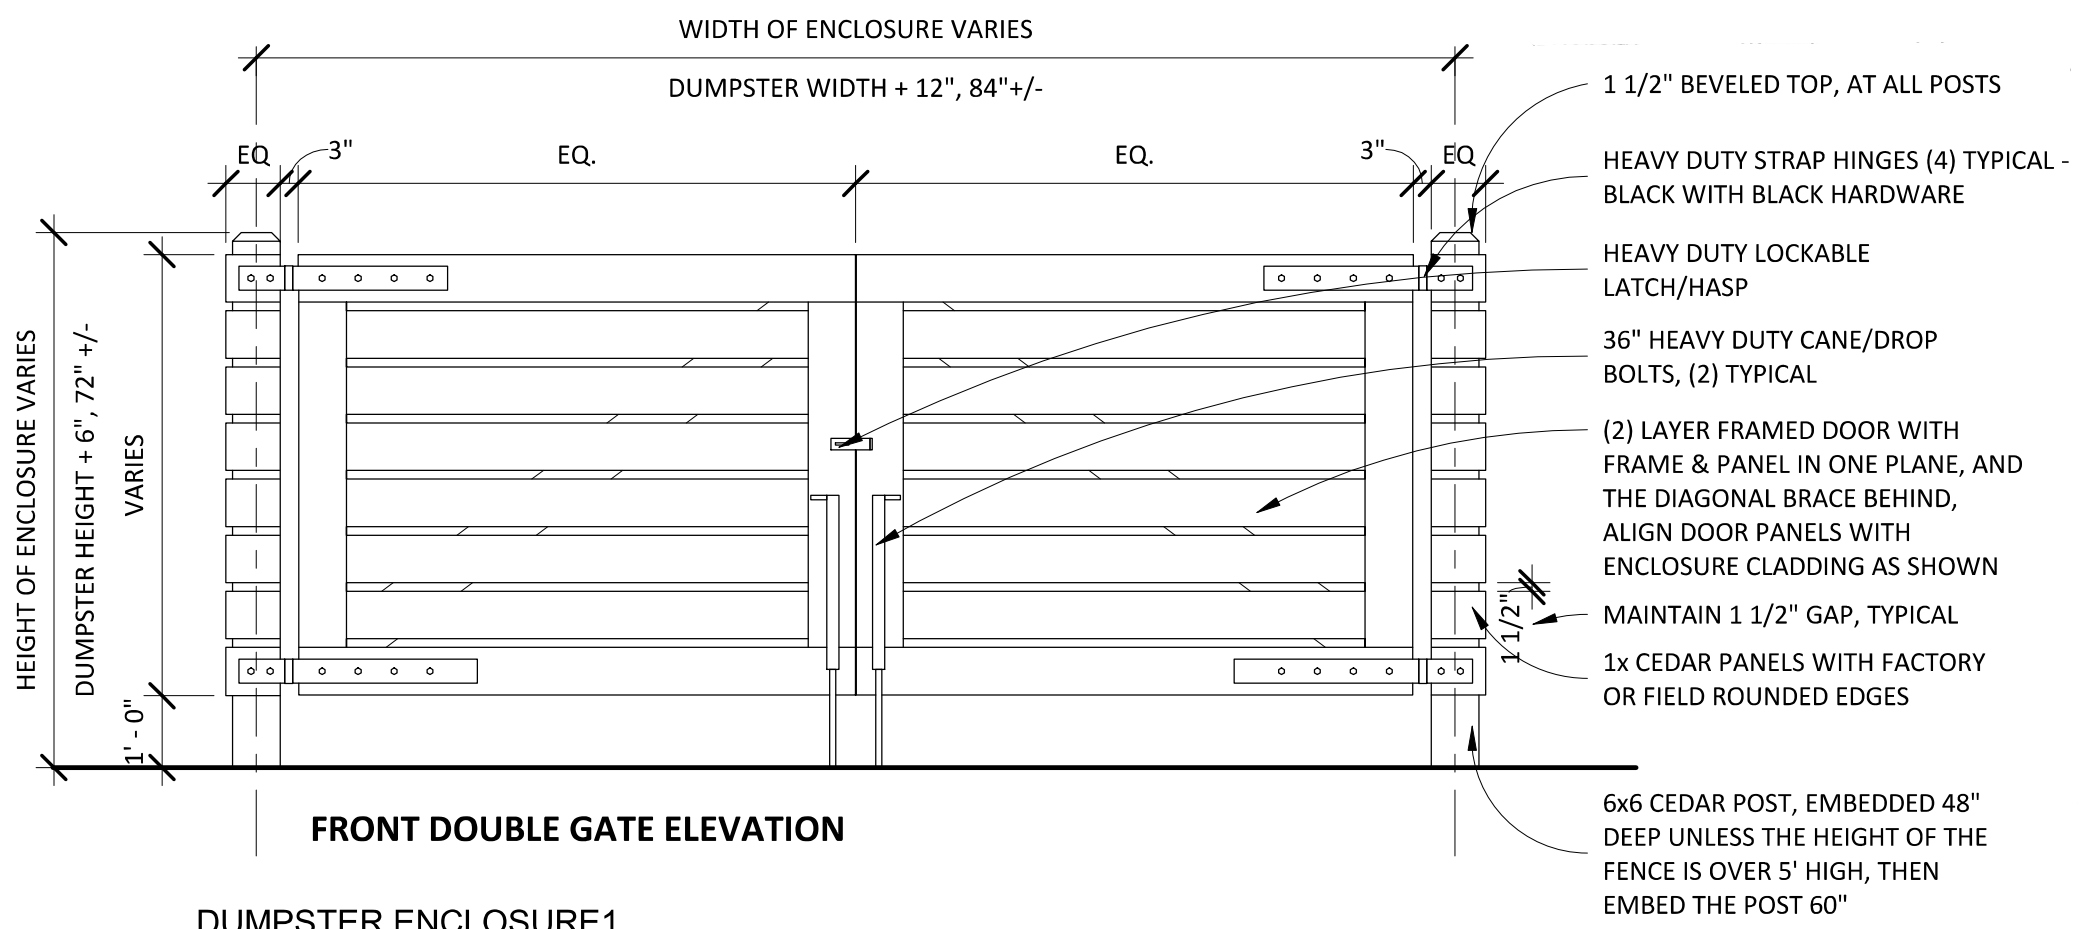 WIDTH OF ENCLOSURE VARIES
DUMPSTER WIDTH + 12", 84"+/-
EQ
3"
EQ.
EQ.
3"
EQ
HEIGHT OF ENCLOSURE VARIES
DUMPSTER HEIGHT + 6", 72" +/-
VARIES
1' - 0"
1 1/2"
1 1/2" BEVELED TOP, AT ALL POSTS
HEAVY DUTY STRAP HINGES (4) TYPICAL -
BLACK WITH BLACK HARDWARE
HEAVY DUTY LOCKABLE
LATCH/HASP
36" HEAVY DUTY CANE/DROP
BOLTS, (2) TYPICAL
(2) LAYER FRAMED DOOR WITH
FRAME & PANEL IN ONE PLANE, AND
THE DIAGONAL BRACE BEHIND,
ALIGN DOOR PANELS WITH
ENCLOSURE CLADDING AS SHOWN
MAINTAIN 1 1/2" GAP, TYPICAL
1x CEDAR PANELS WITH FACTORY
OR FIELD ROUNDED EDGES
6x6 CEDAR POST, EMBEDDED 48"
DEEP UNLESS THE HEIGHT OF THE
FENCE IS OVER 5' HIGH, THEN
EMBED THE POST 60"
FRONT DOUBLE GATE ELEVATION
DUMPSTER ENCLOSURE1